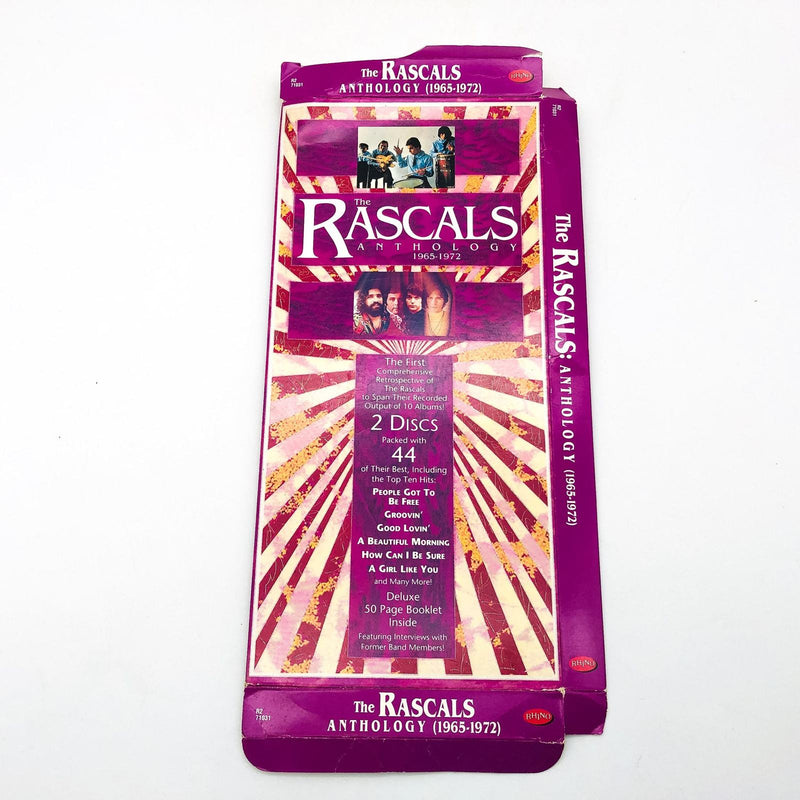 R2
71031
The RASCALS
ANTHOLOGY (1965-1972)
RHINO
R2
71031
The
RASCALS
ANTHOLOGY
1965-1972
The RASCALS: ANTHOLOGY (1965-1972)
RHINO
The First
Comprehensive
Retrospective of
The Rascals
to Span Their Recorded
Output of 10 Albums!
2 DISCS
Packed with
44
of Their Best, Including
the Top Ten Hits:
PEOPLE GOT TO
BE FREE
GROOVIN'
GOOD LOVIN'
A BEAUTIFUL MORNING
HOW CAN I BE SURE
A GIRL LIKE YOU
and Many More!
Deluxe
50 Page Booklet
Inside
Featuring Interviews with
Former Band Members!
R2
71031
The RASCALS
ANTHOLOGY (1965-1972)
RHINO